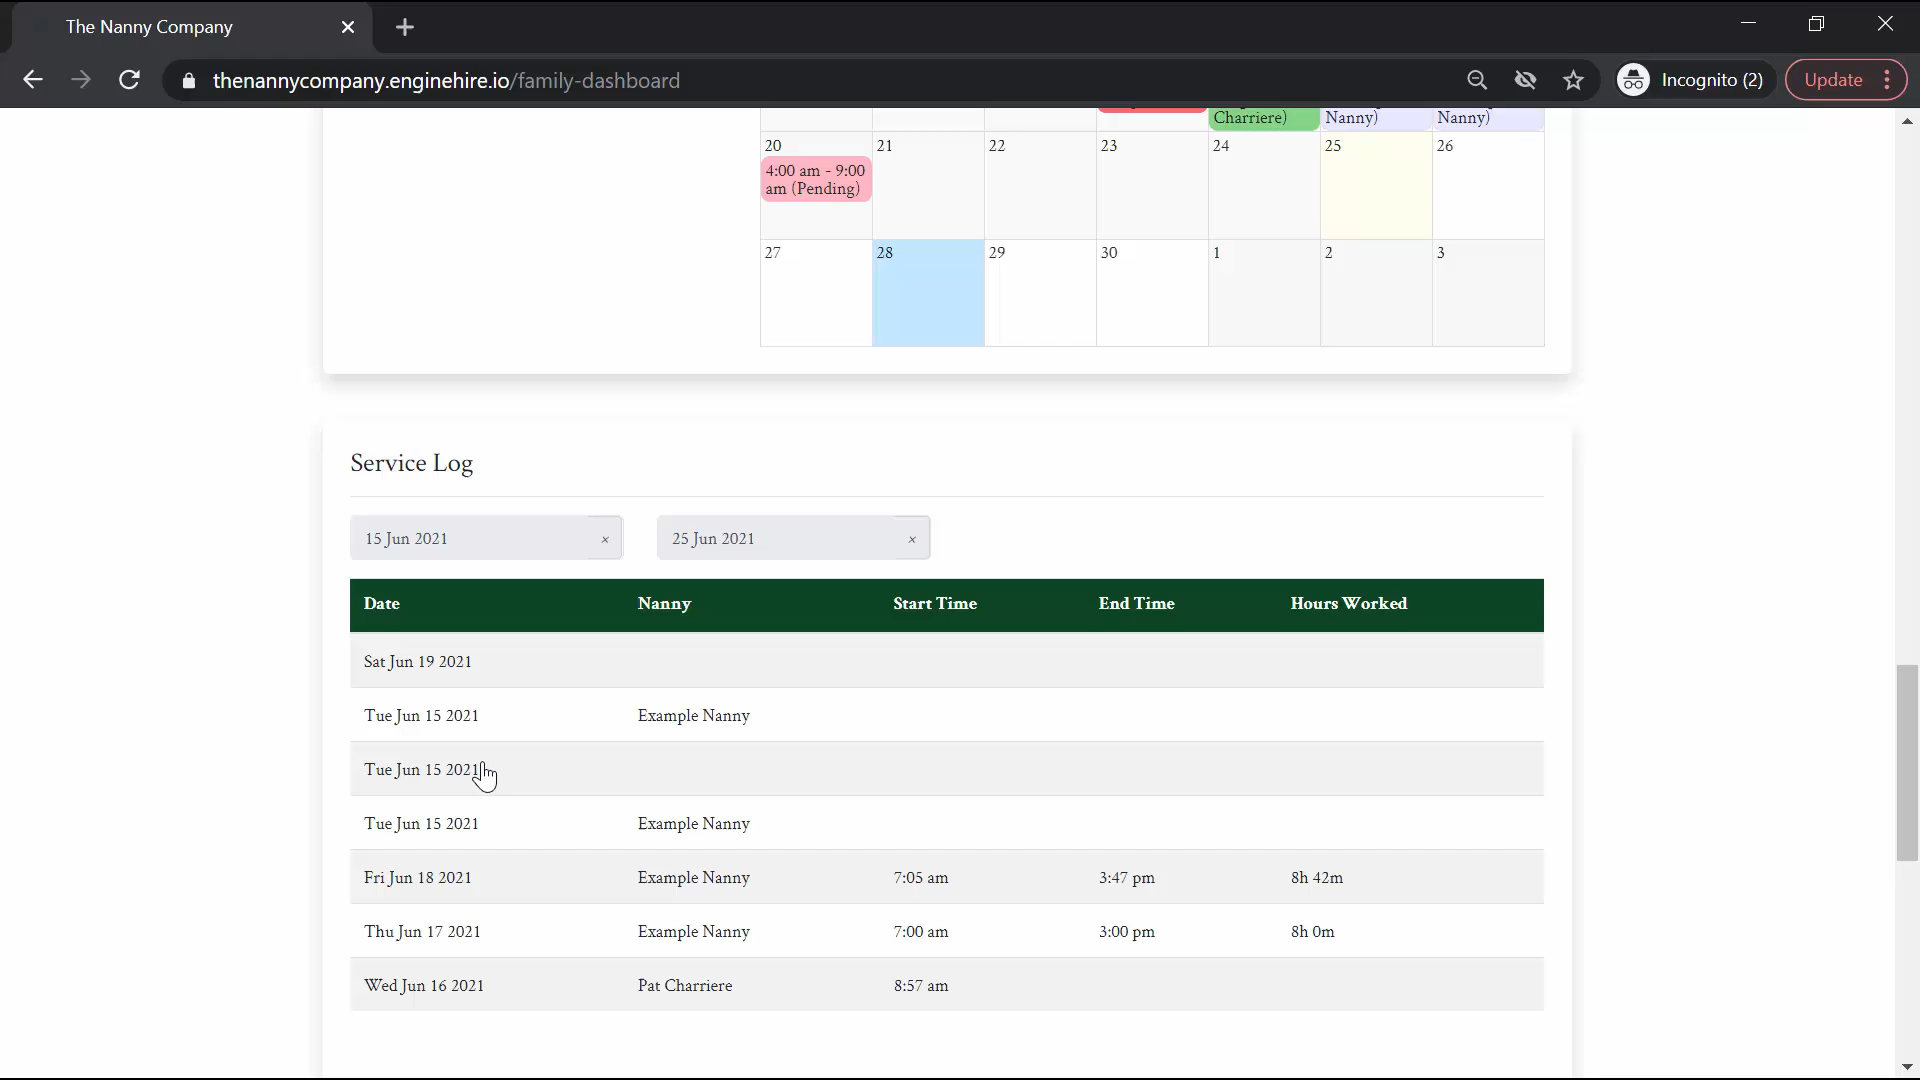 The Nanny Company
thenannycompany.enginehire.io/family-dashboard
Incognito (2)
Update
Charriere)
Nanny)
Nanny)
20 21 22 23 24 25 26
4:00 am - 9:00
am (Pending)
27 28 29 30 1 2 3
Service Log
15 Jun 2021 × 25 Jun 2021 ×
Date Nanny Start Time End Time Hours Worked
Sat Jun 19 2021
Tue Jun 15 2021 Example Nanny
Tue Jun 15 2021
Tue Jun 15 2021 Example Nanny
Fri Jun 18 2021 Example Nanny 7:05 am 3:47 pm 8h 42m
Thu Jun 17 2021 Example Nanny 7:00 am 3:00 pm 8h 0m
Wed Jun 16 2021 Pat Charriere 8:57 am